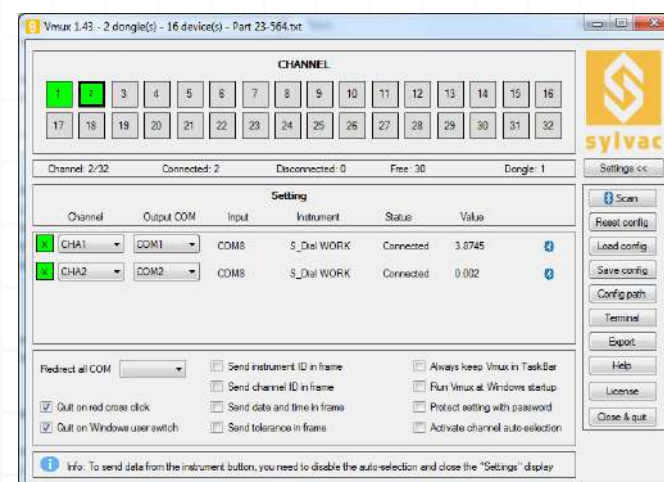 Vmux 1.43 - 2 dongle(s) - 16 device(s) - Part 23-564.txt
CHANNEL
1 2 3 4 5 6 7 8 9 10 11 12 13 14 15 16
17 18 19 20 21 22 23 24 25 26 27 28 29 30 31 32
sylvac
Channel: 2/32 Connected: 2 Disconnected: 0 Free: 30 Dongle: 1
Settings <<
Setting
Channel Output COM Input Instrument Status Value
X CHA1 COM1 COM8 S_Dial WORK Connected 3.8745
X CHA2 COM2 COM8 S_Dial WORK Connected 0.002
Scan
Reset config
Load config
Save config
Config path
Terminal
Export
Help
License
Close & quit
Redirect all COM
Quit on red cross click
Quit on Windows user switch
Send instrument ID in frame
Send channel ID in frame
Send date and time in frame
Send tolerance in frame
Always keep Vmux in TaskBar
Run Vmux at Windows startup
Protect setting with password
Activate channel auto-selection
Info: To send data from the instrument button, you need to disable the auto-selection and close the "Settings" display